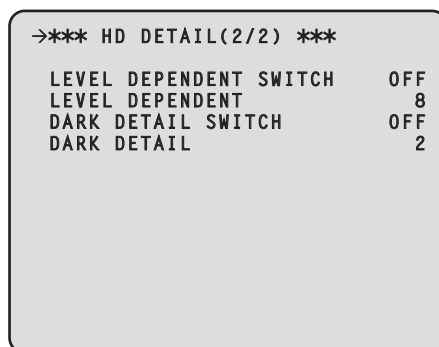 →*** HD DETAIL(2/2) ***
LEVEL DEPENDENT SWITCH OFF
LEVEL DEPENDENT 8
DARK DETAIL SWITCH OFF
DARK DETAIL 2